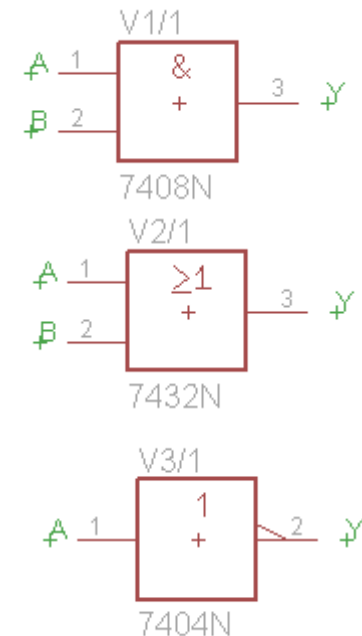 V1/1
A 1 & 3 Y
B 2
7408N
V2/1
A 1 ≥1 3 Y
B 2
7432N
V3/1
A 1 1 2 Y
7404N